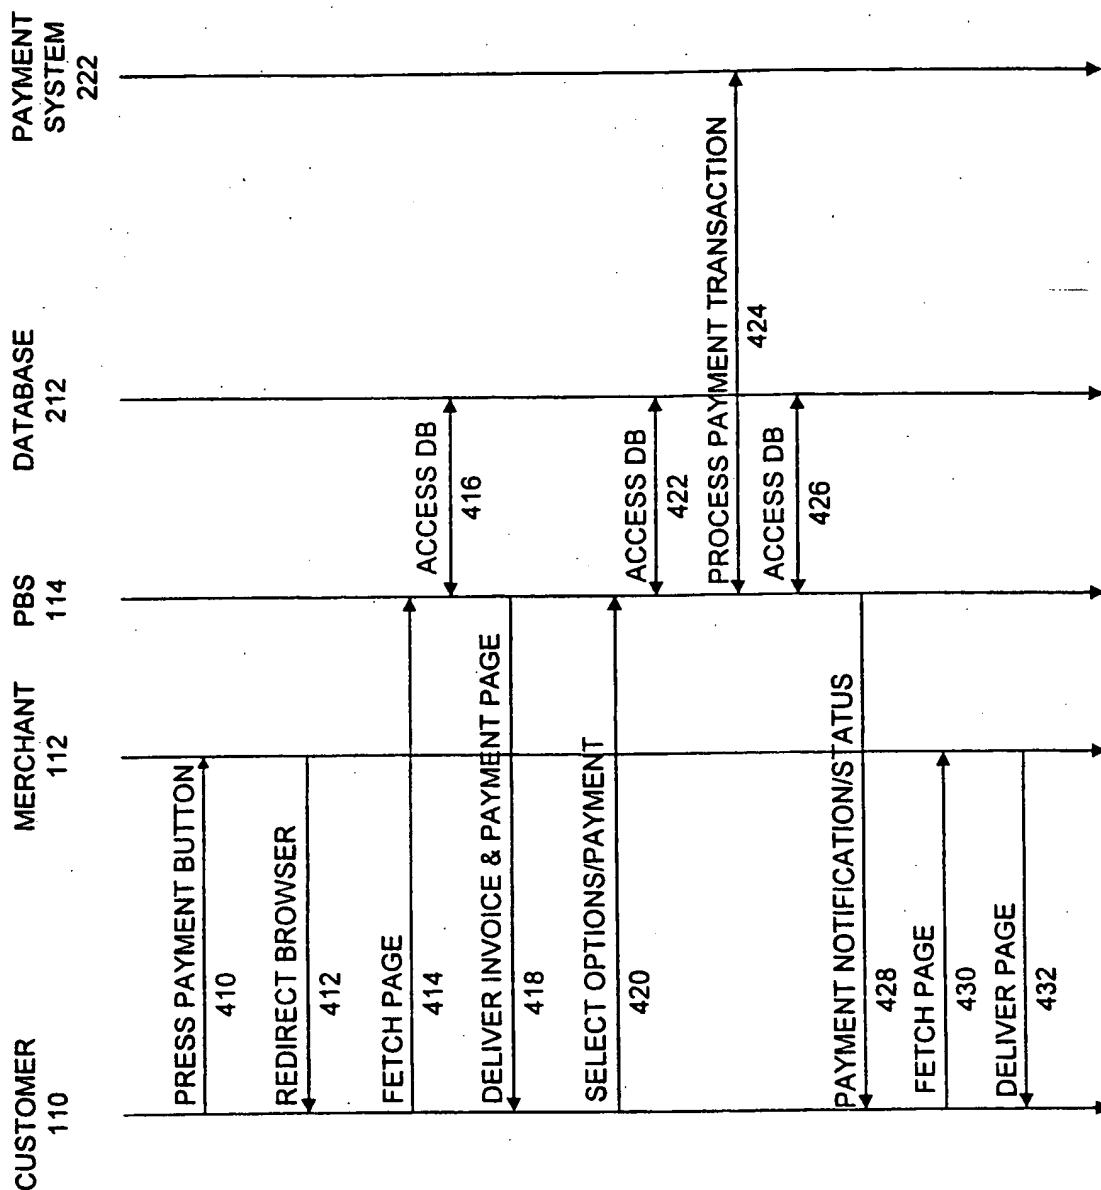 CUSTOMER
110
MERCHANT
112
PBS
114
DATABASE
212
PAYMENT
SYSTEM
222
PRESS PAYMENT BUTTON
410
REDIRECT BROWSER
412
FETCH PAGE
414
ACCESS DB
416
DELIVER INVOICE & PAYMENT PAGE
418
SELECT OPTIONS/PAYMENT
420
ACCESS DB
422
PROCESS PAYMENT TRANSACTION
424
ACCESS DB
426
PAYMENT NOTIFICATION/STATUS
428
FETCH PAGE
430
DELIVER PAGE
432